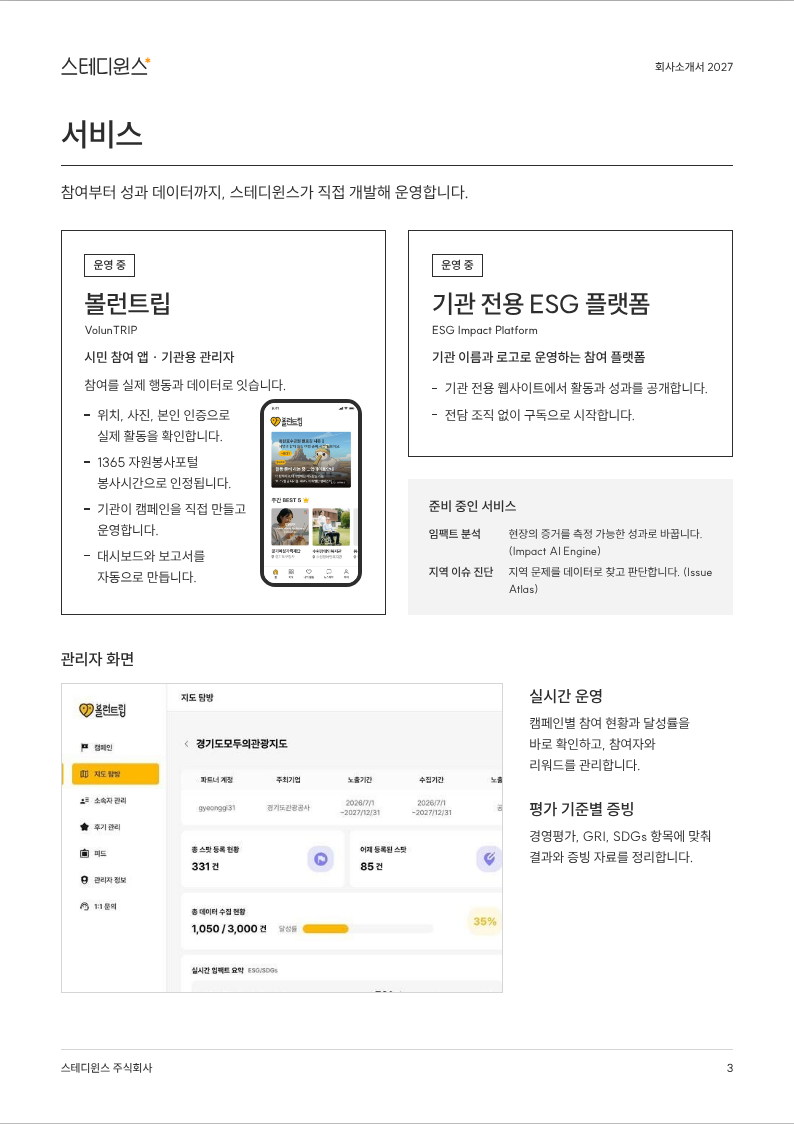 스테디원스*
회사소개서 2027
서비스
참여부터 성과 데이터까지, 스테디원스가 직접 개발해 운영합니다.
운영 중
볼런트립
VolunTRIP
시민 참여 앱 · 기관용 관리자
참여를 실제 행동과 데이터로 잇습니다.
– 위치, 사진, 본인 인증으로
실제 활동을 확인합니다.
– 1365 자원봉사포털
봉사시간으로 인정됩니다.
– 기관이 캠페인을 직접 만들고
운영합니다.
– 대시보드와 보고서를
자동으로 만듭니다.
볼런트립
주간 BEST 5
운영 중
기관 전용 ESG 플랫폼
ESG Impact Platform
기관 이름과 로고로 운영하는 참여 플랫폼
– 기관 전용 웹사이트에서 활동과 성과를 공개합니다.
– 전담 조직 없이 구독으로 시작합니다.
준비 중인 서비스
임팩트 분석 현장의 증거를 측정 가능한 성과로 바꿉니다.
(Impact AI Engine)
지역 이슈 진단 지역 문제를 데이터로 찾고 판단합니다. (Issue
Atlas)
관리자 화면
볼런트립
캠페인
지도 탐방
소속자 관리
후기 관리
피드
관리자 정보
1:1 문의
지도 탐방
< 경기도모두의관광지도
파트너 계정 주최기업 노출기간 수집기간
gyeonggi31 경기도관광공사 2026/7/1 2026/7/1
~2027/12/31 ~2027/12/31
총 스팟 등록 현황
331 건
어제 등록된 스팟
85 건
총 데이터 수집 현황
1,050 / 3,000 건 달성률 35%
실시간 임팩트 요약 ESG/SDGs
실시간 운영
캠페인별 참여 현황과 달성률을
바로 확인하고, 참여자와
리워드를 관리합니다.
평가 기준별 증빙
경영평가, GRI, SDGs 항목에 맞춰
결과와 증빙 자료를 정리합니다.
스테디원스 주식회사
3